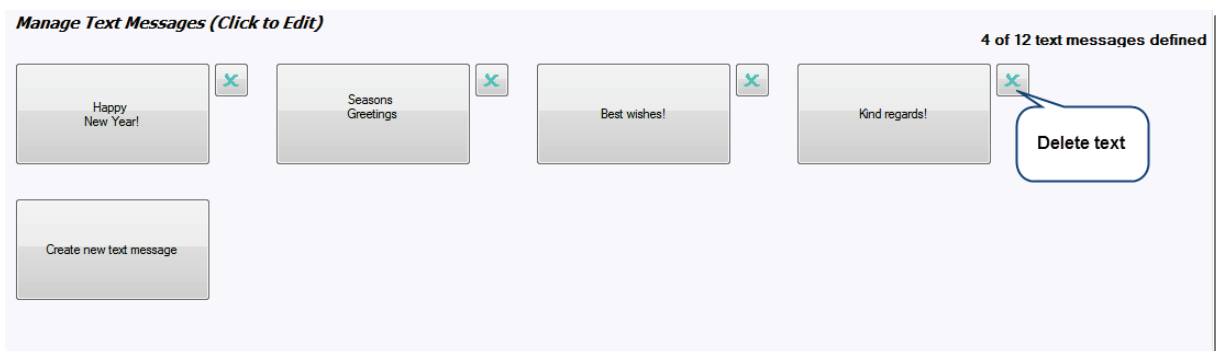 Manage Text Messages (Click to Edit)
4 of 12 text messages defined
Happy
New Year!
Seasons
Greetings
Best wishes!
Kind regards!
Delete text
Create new text message